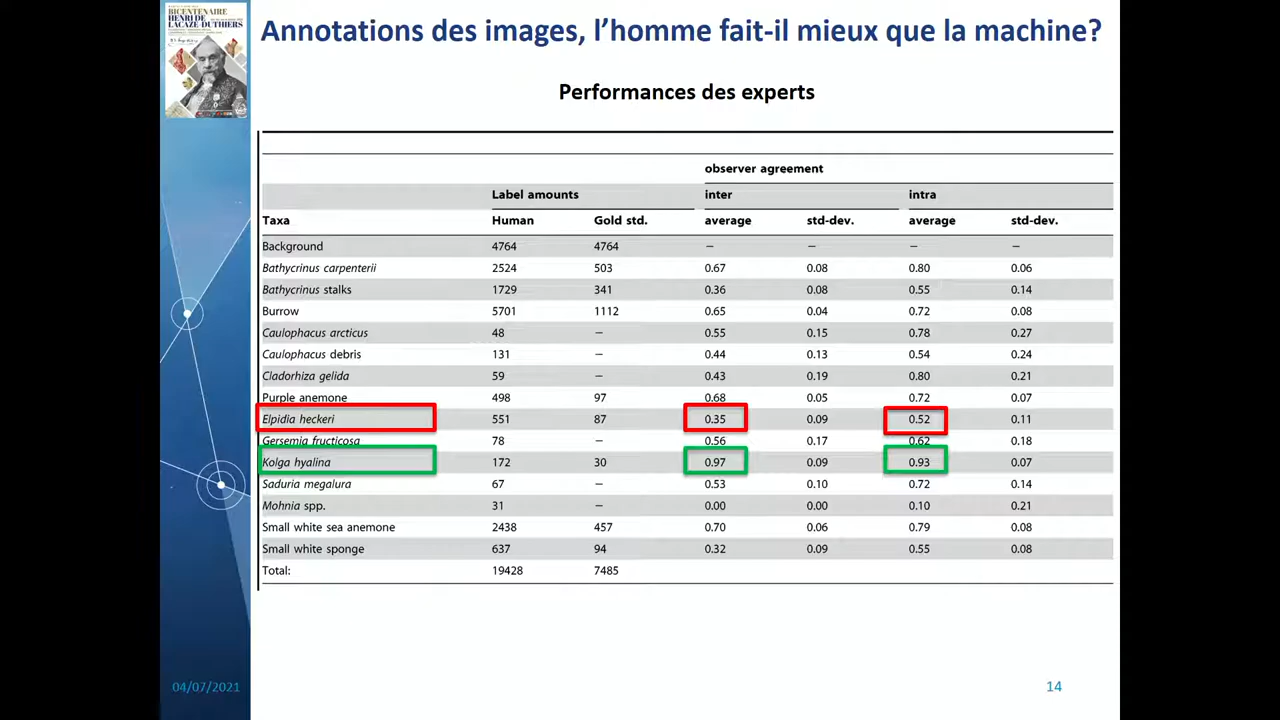 BICENTENAIRE
HENRI DE
LACAZE-DUTHIERS
Annotations des images, l’homme fait-il mieux que la machine?
Performances des experts
observer agreement
Label amounts inter intra
Taxa Human Gold std. average std-dev. average std-dev.
Background 4764 4764 — — — —
Bathycrinus carpenterii 2524 503 0.67 0.08 0.80 0.06
Bathycrinus stalks 1729 341 0.36 0.08 0.55 0.14
Burrow 5701 1112 0.65 0.04 0.72 0.08
Caulophacus arcticus 48 — 0.55 0.15 0.78 0.27
Caulophacus debris 131 — 0.44 0.13 0.54 0.24
Cladorhiza gelida 59 — 0.43 0.19 0.80 0.21
Purple anemone 498 97 0.68 0.05 0.72 0.07
Elpidia heckeri 551 87 0.35 0.09 0.52 0.11
Gersemia fructicosa 78 — 0.56 0.17 0.62 0.18
Kolga hyalina 172 30 0.97 0.09 0.93 0.07
Saduria megalura 67 — 0.53 0.10 0.72 0.14
Mohnia spp. 31 — 0.00 0.00 0.10 0.21
Small white sea anemone 2438 457 0.70 0.06 0.79 0.08
Small white sponge 637 94 0.32 0.09 0.55 0.08
Total: 19428 7485
04/07/2021
14